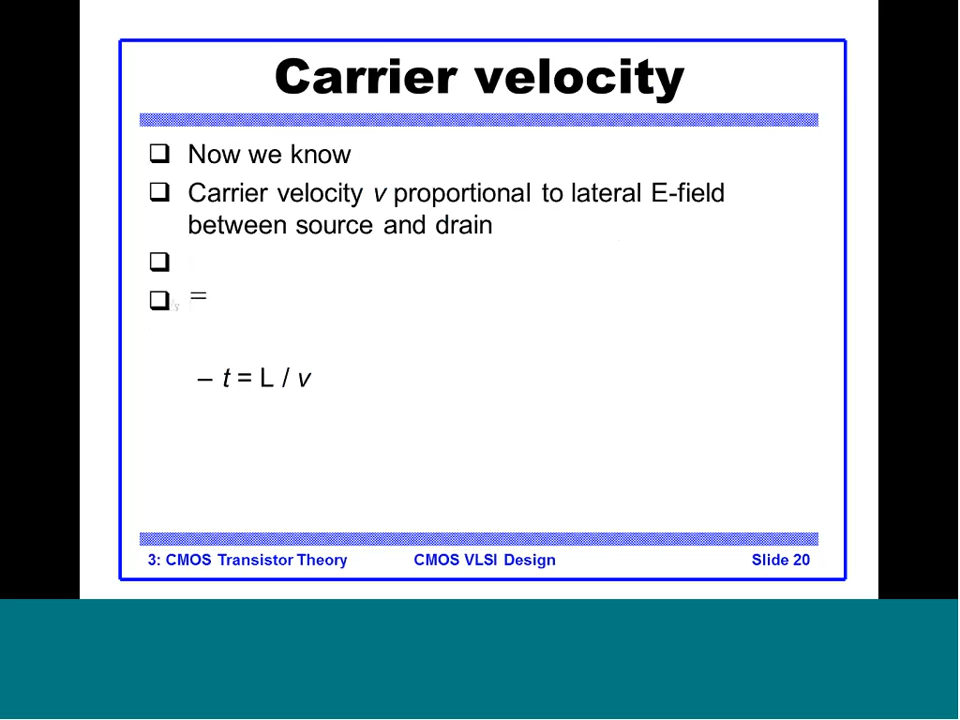 Carrier velocity
Now we know
Carrier velocity v proportional to lateral E-field
between source and drain
=
– t = L / v
3: CMOS Transistor Theory CMOS VLSI Design Slide 20